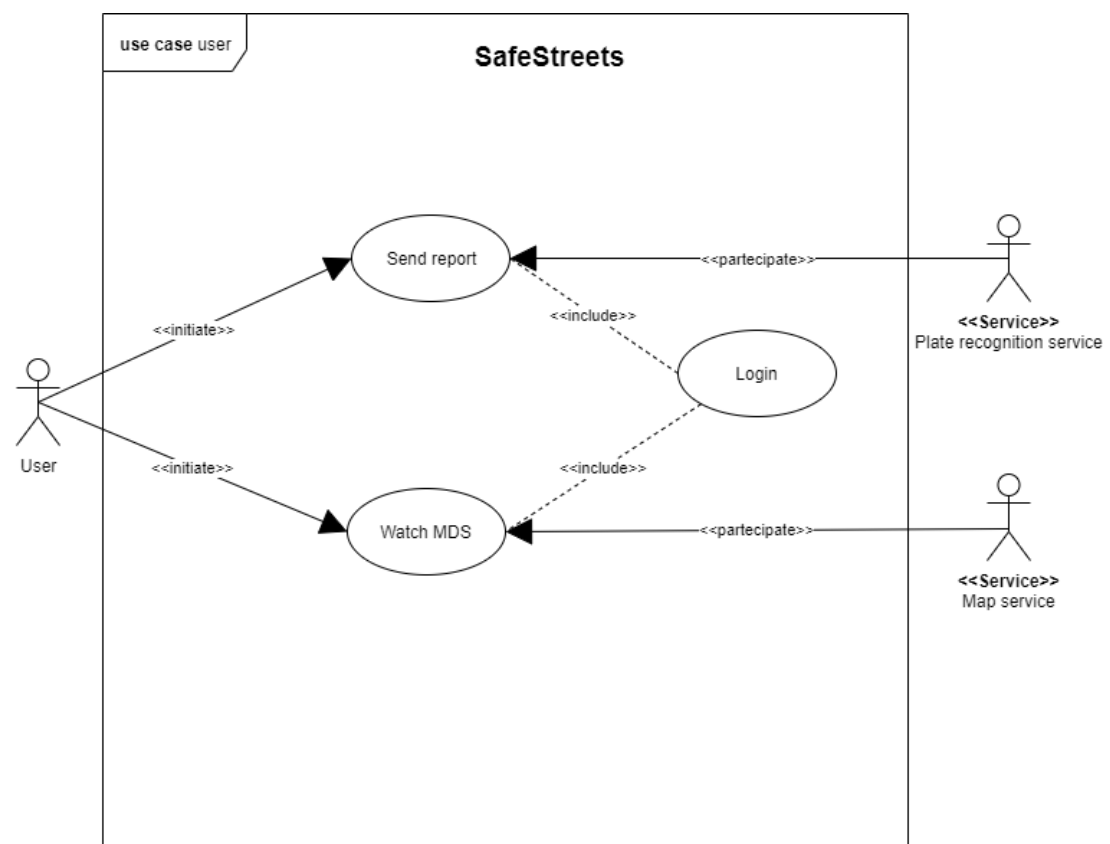 use case user
SafeStreets
Send report
<<partecipate>>
<<include>>
<<Service>>
Plate recognition service
<<initiate>>
Login
User
<<initiate>>
<<include>>
Watch MDS
<<partecipate>>
<<Service>>
Map service